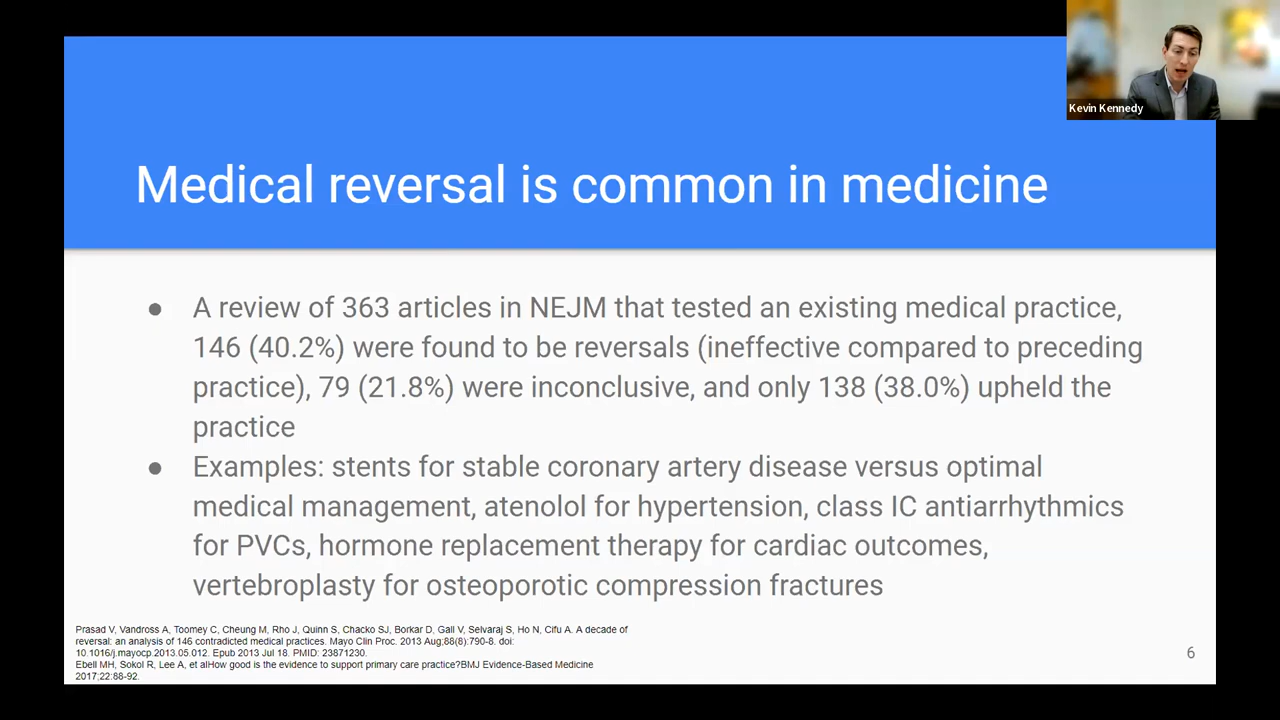 Kevin Kennedy
Medical reversal is common in medicine
● A review of 363 articles in NEJM that tested an existing medical practice,
146 (40.2%) were found to be reversals (ineffective compared to preceding
practice), 79 (21.8%) were inconclusive, and only 138 (38.0%) upheld the
practice
● Examples: stents for stable coronary artery disease versus optimal
medical management, atenolol for hypertension, class IC antiarrhythmics
for PVCs, hormone replacement therapy for cardiac outcomes,
vertebroplasty for osteoporotic compression fractures
Prasad V, Vandross A, Toomey C, Cheung M, Rho J, Quinn S, Chacko SJ, Borkar D, Gall V, Selvaraj S, Ho N, Cifu A. A decade of
reversal: an analysis of 146 contradicted medical practices. Mayo Clin Proc. 2013 Aug;88(8):790-8. doi:
10.1016/j.mayocp.2013.05.012. Epub 2013 Jul 18. PMID: 23871230.
Ebell MH, Sokol R, Lee A, et alHow good is the evidence to support primary care practice?BMJ Evidence-Based Medicine
2017;22:88-92.
6